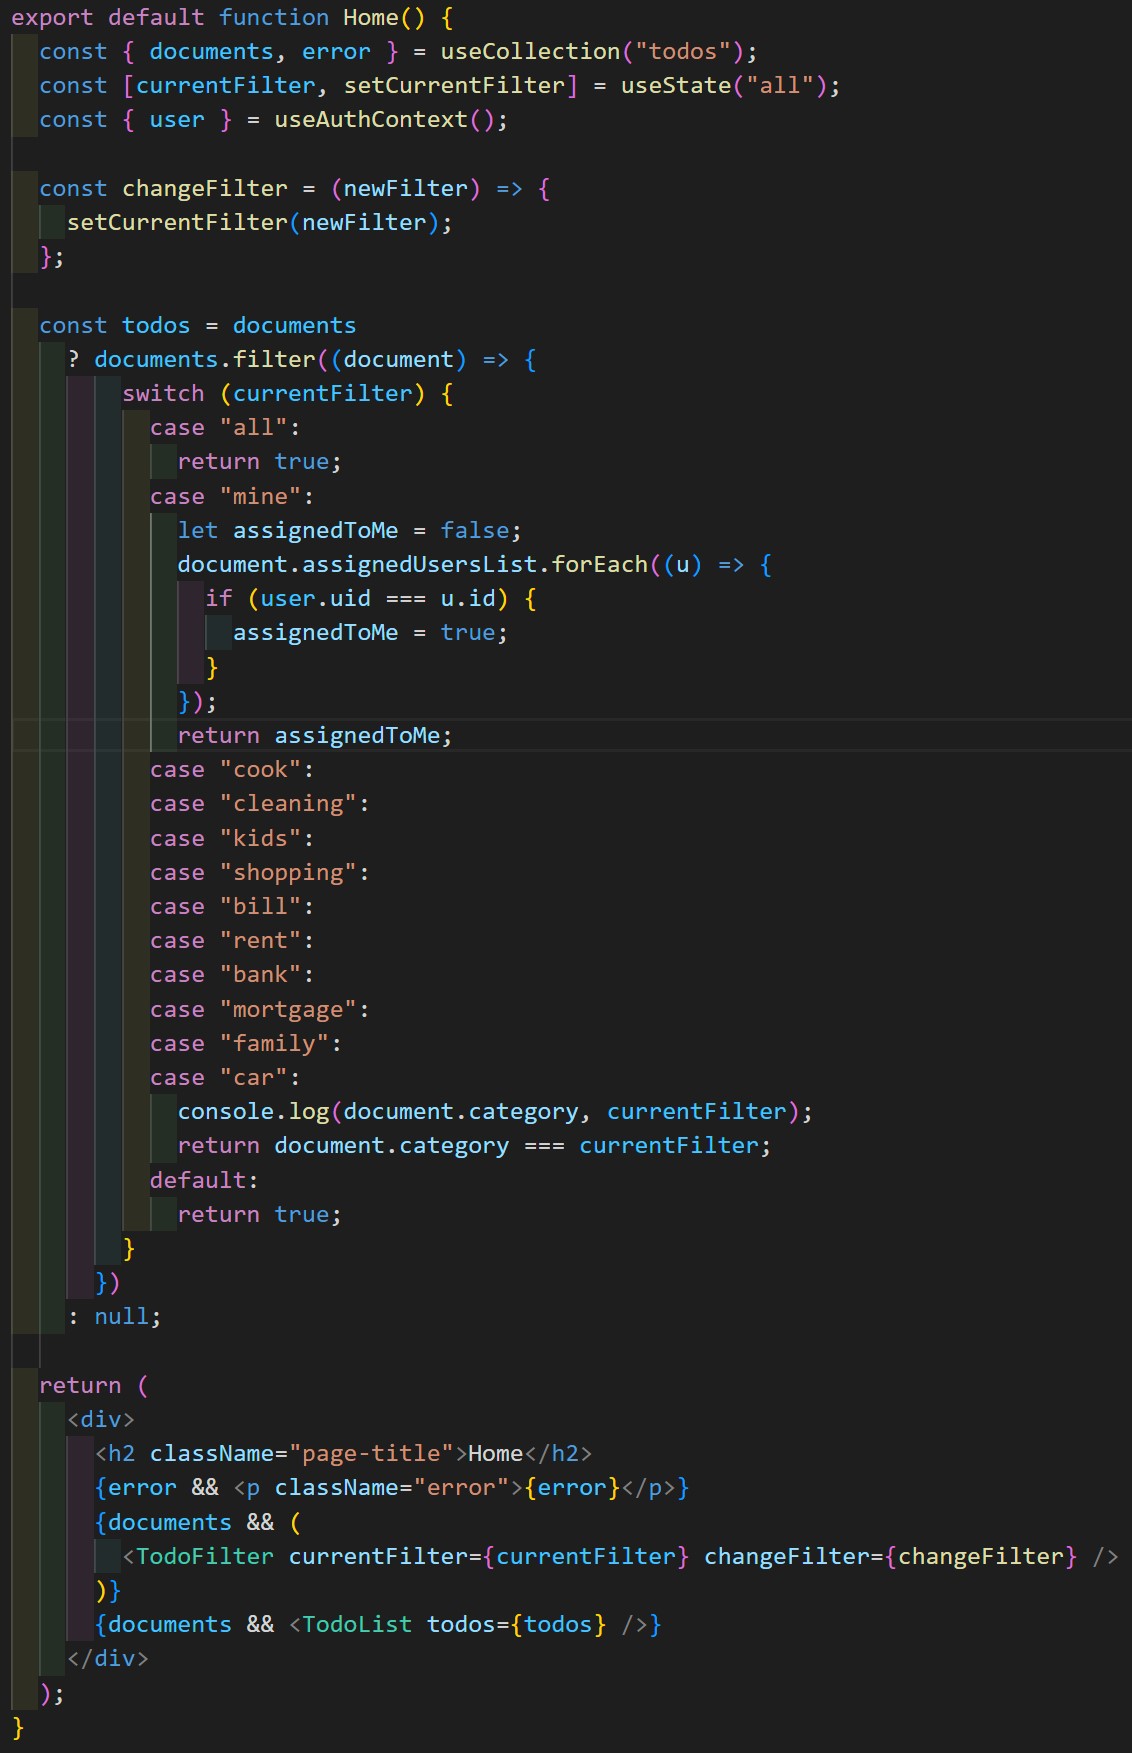 export default function Home() {
  const { documents, error } = useCollection("todos");
  const [currentFilter, setCurrentFilter] = useState("all");
  const { user } = useAuthContext();

  const changeFilter = (newFilter) => {
    setCurrentFilter(newFilter);
  };

  const todos = documents
    ? documents.filter((document) => {
        switch (currentFilter) {
          case "all":
            return true;
          case "mine":
            let assignedToMe = false;
            document.assignedUsersList.forEach((u) => {
              if (user.uid === u.id) {
                assignedToMe = true;
              }
            });
            return assignedToMe;
          case "cook":
          case "cleaning":
          case "kids":
          case "shopping":
          case "bill":
          case "rent":
          case "bank":
          case "mortgage":
          case "family":
          case "car":
            console.log(document.category, currentFilter);
            return document.category === currentFilter;
          default:
            return true;
        }
      })
    : null;

  return (
    <div>
      <h2 className="page-title">Home</h2>
      {error && <p className="error">{error}</p>}
      {documents && (
        <TodoFilter currentFilter={currentFilter} changeFilter={changeFilter} />
      )}
      {documents && <TodoList todos={todos} />}
    </div>
  );
}